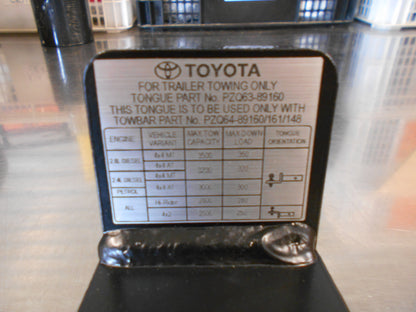 TOYOTA
FOR TRAILER TOWING ONLY
TONGUE PART No. PZQ63-89160
THIS TONGUE IS TO BE USED ONLY WITH
TOWBAR PART No. PZQ64-89160/161/148
ENGINE VEHICLE VARIANT MAX TOW CAPACITY MAX DOWN LOAD TONGUE ORIENTATION
2.8L DIESEL 4x4 MT 3500 350
4x4 AT 3200 320
2.4L DIESEL 4x4 MT
4x4 AT
PETROL 3000 300
ALL Hi-Rider 2800 280
4x2 2500 250